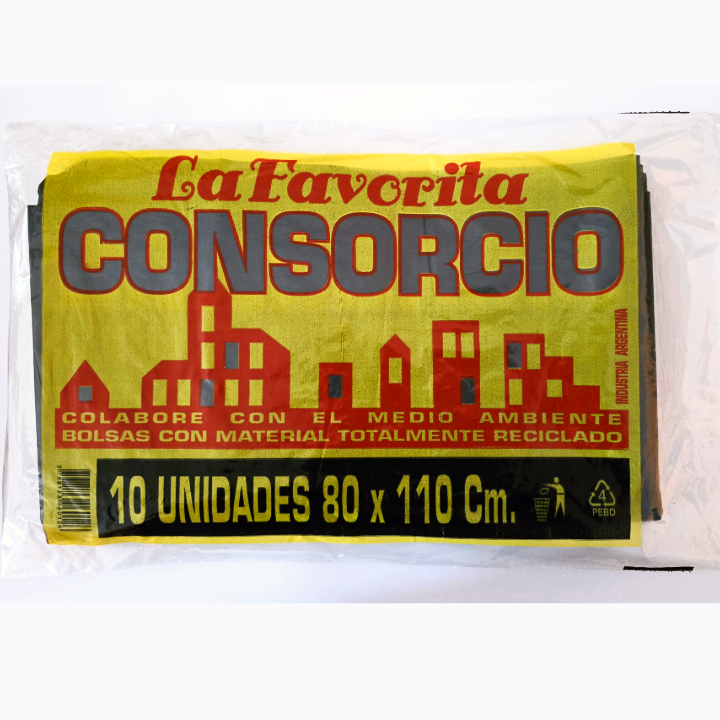 La Favorita
CONSORCIO
INDUSTRIA ARGENTINA
COLABORE CON EL MEDIO AMBIENTE
BOLSAS CON MATERIAL TOTALMENTE RECICLADO
10 UNIDADES 80 x 110 Cm.
4
PEBD